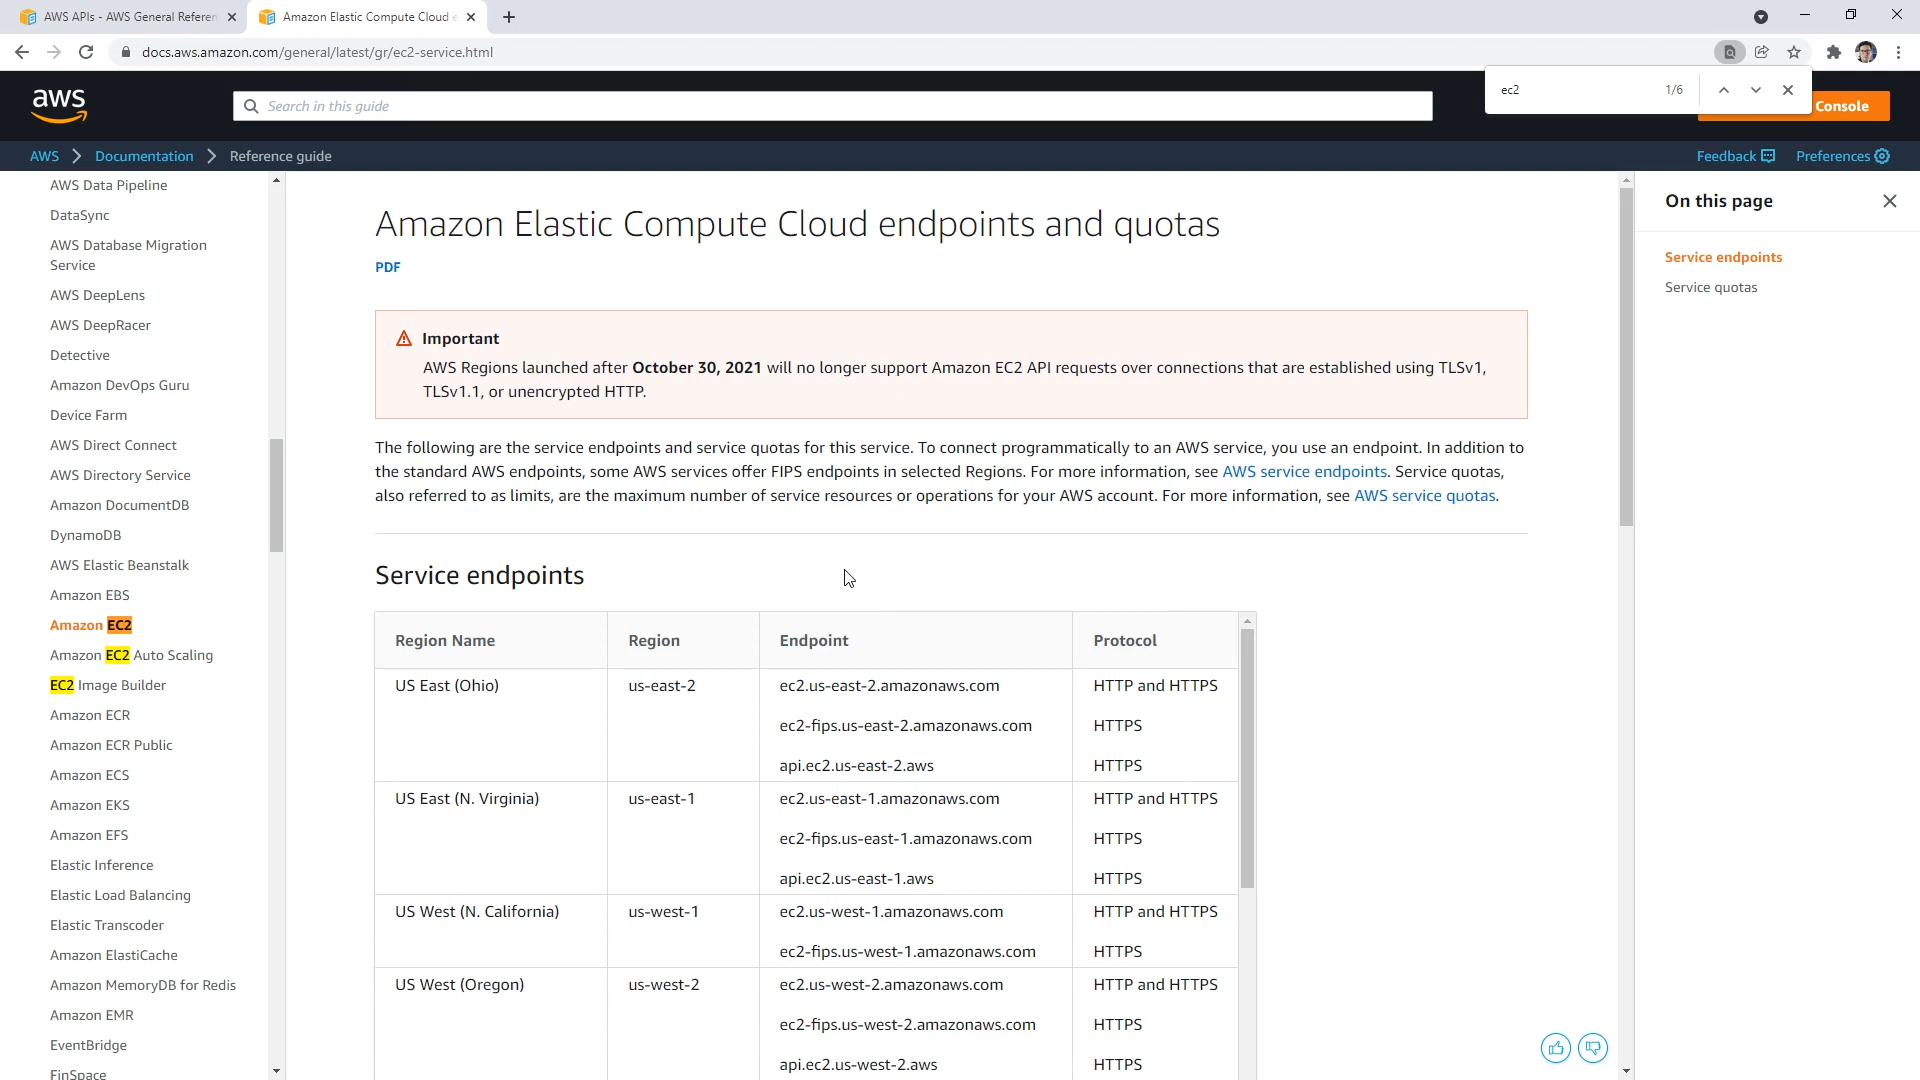 AWS APIs - AWS General Referen
Amazon Elastic Compute Cloud e
docs.aws.amazon.com/general/latest/gr/ec2-service.html
ec2
1/6
aws
Search in this guide
Console
AWS
Documentation
Reference guide
Feedback
Preferences
AWS Data Pipeline
DataSync
AWS Database Migration
Service
AWS DeepLens
AWS DeepRacer
Detective
Amazon DevOps Guru
Device Farm
AWS Direct Connect
AWS Directory Service
Amazon DocumentDB
DynamoDB
AWS Elastic Beanstalk
Amazon EBS
Amazon EC2
Amazon EC2 Auto Scaling
EC2 Image Builder
Amazon ECR
Amazon ECR Public
Amazon ECS
Amazon EKS
Amazon EFS
Elastic Inference
Elastic Load Balancing
Elastic Transcoder
Amazon ElastiCache
Amazon MemoryDB for Redis
Amazon EMR
EventBridge
FinSpace
Amazon Elastic Compute Cloud endpoints and quotas
PDF
Important
AWS Regions launched after October 30, 2021 will no longer support Amazon EC2 API requests over connections that are established using TLSv1,
TLSv1.1, or unencrypted HTTP.
The following are the service endpoints and service quotas for this service. To connect programmatically to an AWS service, you use an endpoint. In addition to
the standard AWS endpoints, some AWS services offer FIPS endpoints in selected Regions. For more information, see AWS service endpoints. Service quotas,
also referred to as limits, are the maximum number of service resources or operations for your AWS account. For more information, see AWS service quotas.
Service endpoints
Region Name Region Endpoint Protocol
US East (Ohio) us-east-2 ec2.us-east-2.amazonaws.com HTTP and HTTPS
ec2-fips.us-east-2.amazonaws.com HTTPS
api.ec2.us-east-2.aws HTTPS
US East (N. Virginia) us-east-1 ec2.us-east-1.amazonaws.com HTTP and HTTPS
ec2-fips.us-east-1.amazonaws.com HTTPS
api.ec2.us-east-1.aws HTTPS
US West (N. California) us-west-1 ec2.us-west-1.amazonaws.com HTTP and HTTPS
ec2-fips.us-west-1.amazonaws.com HTTPS
US West (Oregon) us-west-2 ec2.us-west-2.amazonaws.com HTTP and HTTPS
ec2-fips.us-west-2.amazonaws.com HTTPS
api.ec2.us-west-2.aws HTTPS
On this page
Service endpoints
Service quotas